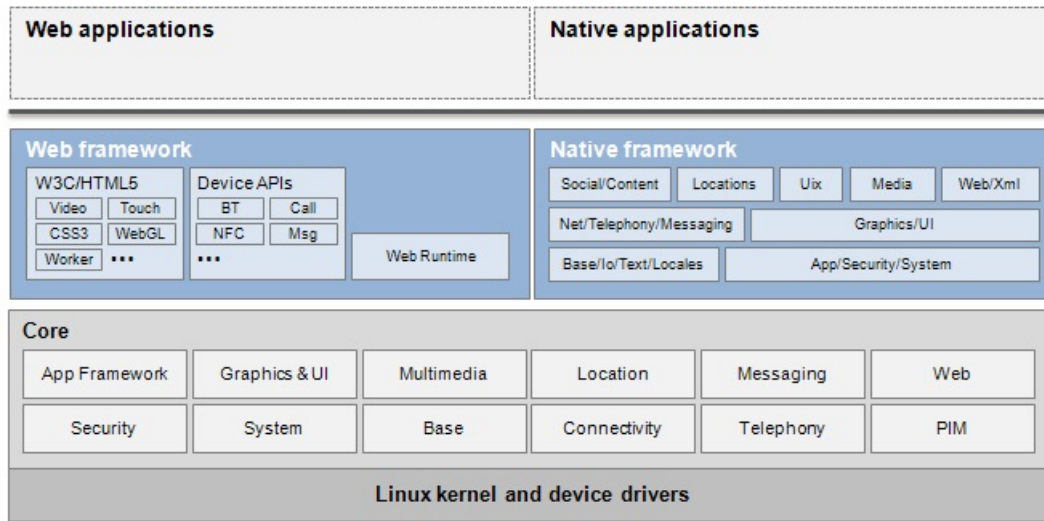 Web applications
Native applications
Web framework
W3C/HTML5
Video
Touch
CSS3
WebGL
Worker
•••
Device APIs
BT
Call
NFC
Msg
•••
Web Runtime
Native framework
Social/Content
Locations
Uix
Media
Web/Xml
Net/Telephony/Messaging
Graphics/UI
Base/Io/Text/Locales
App/Security/System
Core
App Framework
Graphics & UI
Multimedia
Location
Messaging
Web
Security
System
Base
Connectivity
Telephony
PIM
Linux kernel and device drivers